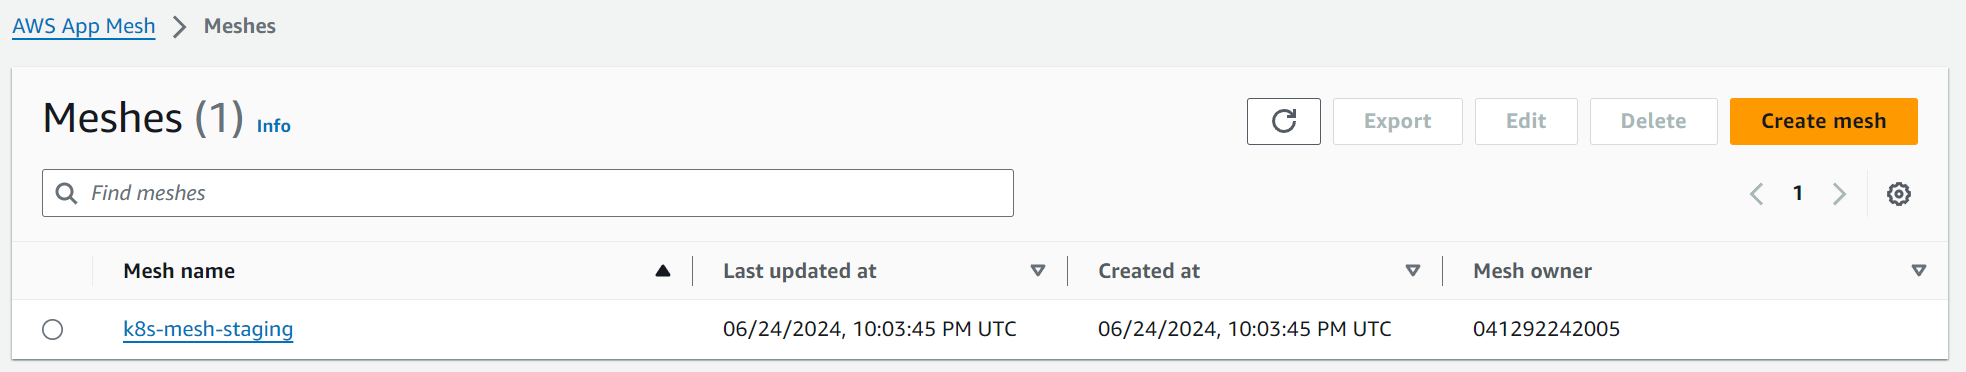 AWS App Mesh > Meshes
Meshes (1) Info
Export Edit Delete Create mesh
Find meshes
1
Mesh name Last updated at Created at Mesh owner
k8s-mesh-staging 06/24/2024, 10:03:45 PM UTC 06/24/2024, 10:03:45 PM UTC 041292242005